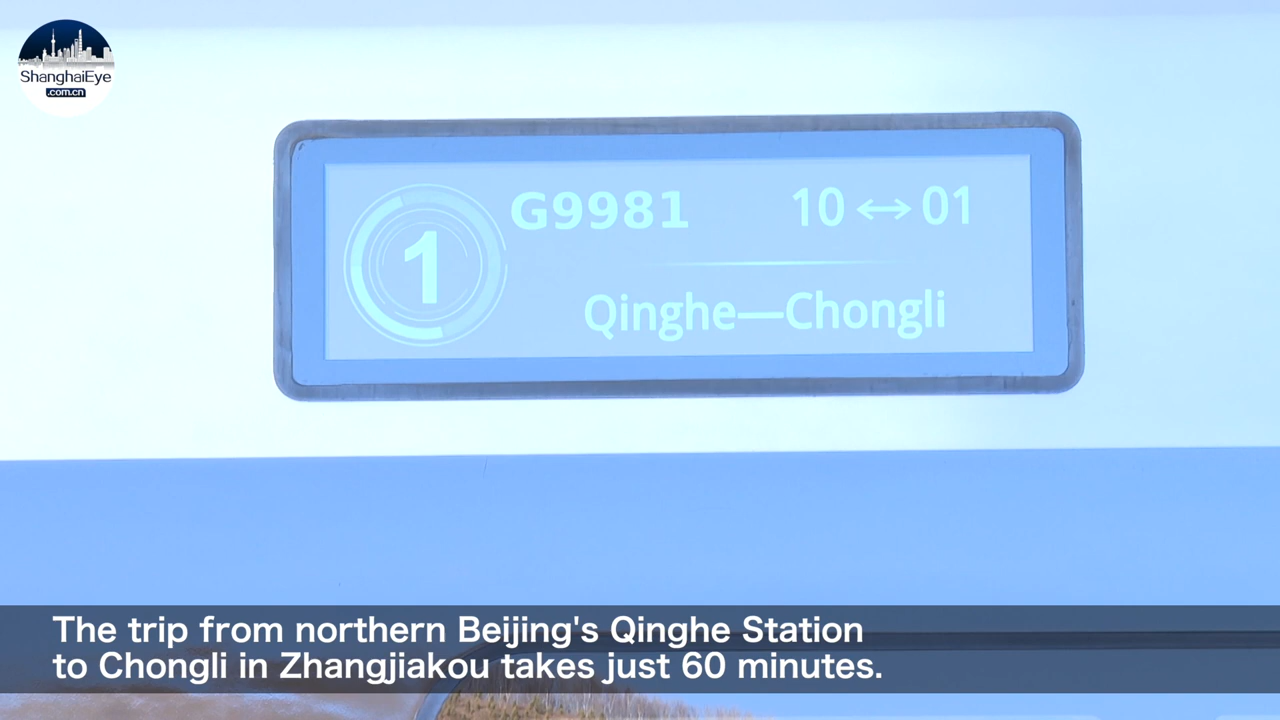 ShanghaiEye
.com.cn
1
G9981
10↔01
Qinghe—Chongli
The trip from northern Beijing's Qinghe Station
to Chongli in Zhangjiakou takes just 60 minutes.